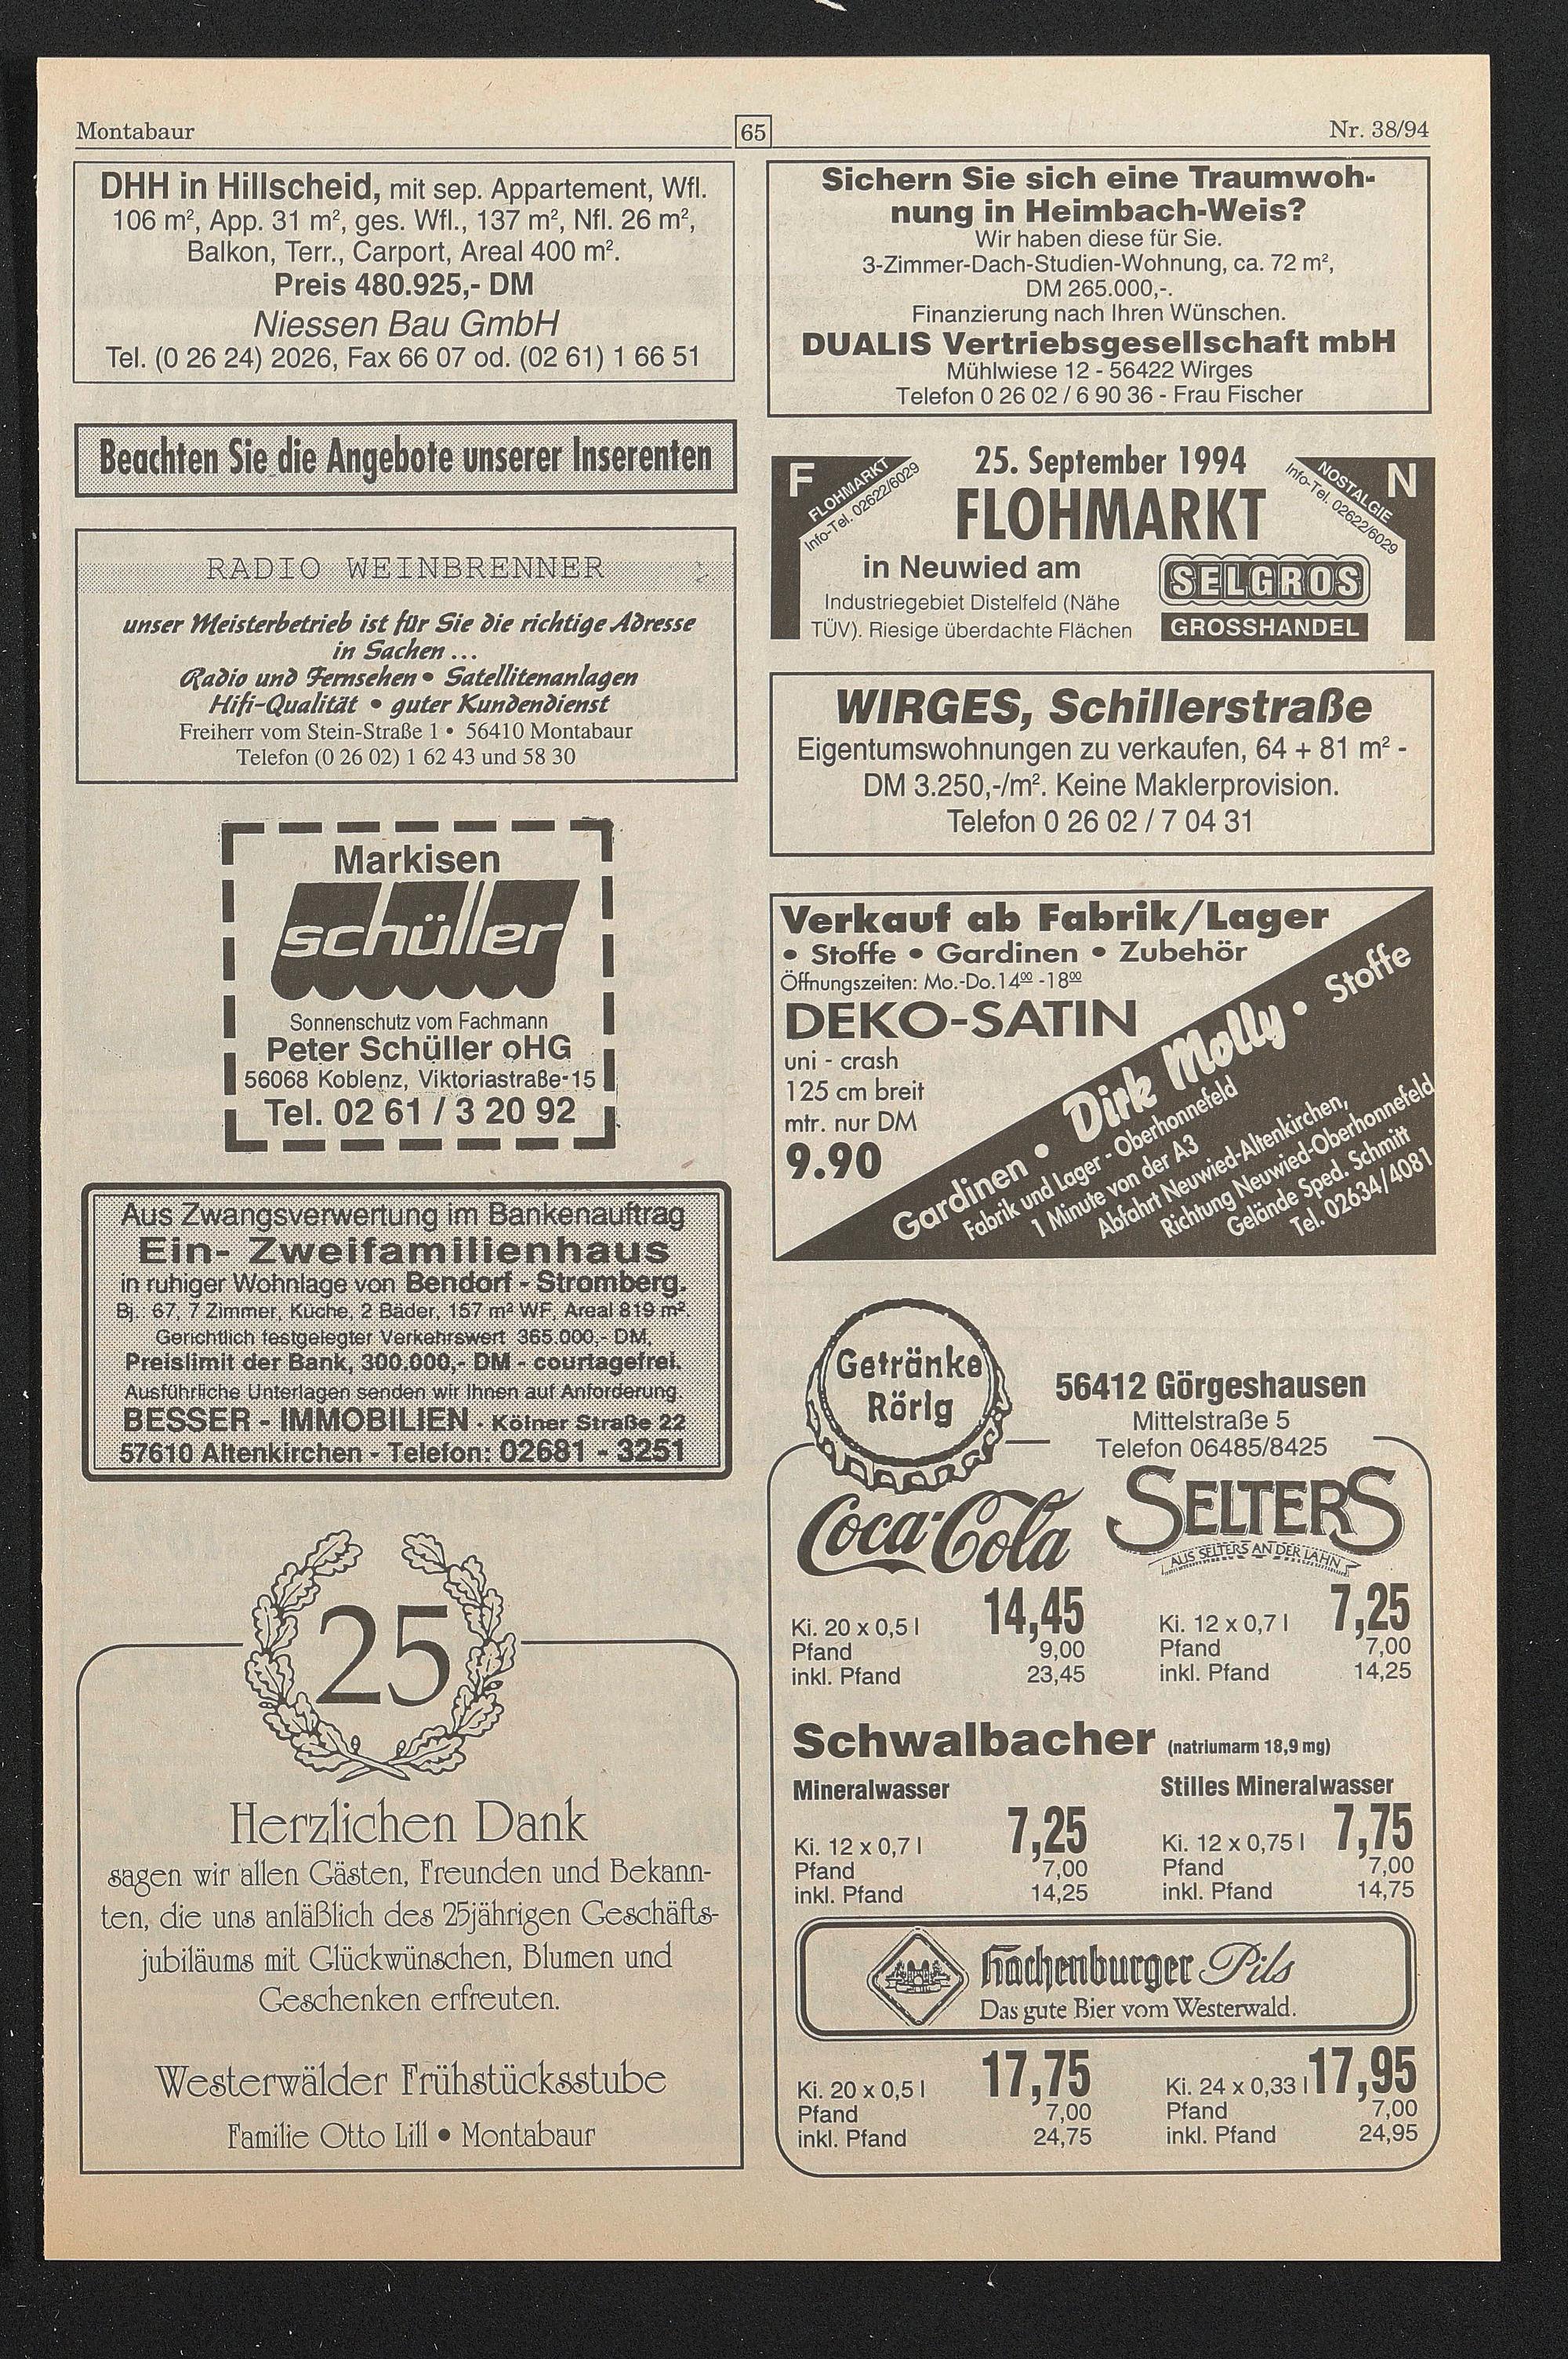 Montabaur
65
Nr. 38/94
DHH in Hillscheid, mit sep. Appartement, Wfl.
106 m², App. 31 m², ges. Wfl., 137 m², Nfl. 26 m²,
Balkon, Terr., Carport, Areal 400 m².
Preis 480.925,- DM
Niessen Bau GmbH
Tel. (0 26 24) 2026, Fax 66 07 od. (02 61) 1 66 51
Beachten Sie die Angebote unserer Inserenten
RADIO WEINBRENNER
unser Meisterbetrieb ist für Sie die richtige Adresse
in Sachen ...
Radio und Fernsehen • Satellitenanlagen
Hifi-Qualität • guter Kundendienst
Freiherr vom Stein-Straße 1 • 56410 Montabaur
Telefon (0 26 02) 1 62 43 und 58 30
Markisen
schüller
Sonnenschutz vom Fachmann
Peter Schüller oHG
56068 Koblenz, Viktoriastraße 15
Tel. 02 61 / 3 20 92
Aus Zwangsverwertung im Bankenauftrag
Ein- Zweifamilienhaus
in ruhiger Wohnlage von Bendorf - Stromberg.
Bj. 67, 7 Zimmer, Küche, 2 Bäder, 157 m² WF, Areal 819 m².
Gerichtlich festgelegter Verkehrswert 365.000,- DM,
Preislimit der Bank, 300.000,- DM - courtagefrei.
Ausführliche Unterlagen senden wir Ihnen auf Anforderung.
BESSER - IMMOBILIEN - Kölner Straße 22
57610 Altenkirchen - Telefon: 02681 - 3251
25
Herzlichen Dank
sagen wir allen Gästen, Freunden und Bekann-
ten, die uns anläßlich des 25jährigen Geschäfts-
jubiläums mit Glückwünschen, Blumen und
Geschenken erfreuten.
Westerwälder Frühstücksstube
Familie Otto Lill • Montabaur
Sichern Sie sich eine Traumwoh-
nung in Heimbach-Weis?
Wir haben diese für Sie.
3-Zimmer-Dach-Studien-Wohnung, ca. 72 m²,
DM 265.000,-.
Finanzierung nach Ihren Wünschen.
DUALIS Vertriebsgesellschaft mbH
Mühlwiese 12 - 56422 Wirges
Telefon 0 26 02 / 6 90 36 - Frau Fischer
F
FLOHMARKT
Info-Tel. 02622/6029
25. September 1994
FLOHMARKT
N
NOSTALGIE
Info-Tel. 02622/6029
in Neuwied am
Industriegebiet Distelfeld (Nähe
TÜV). Riesige überdachte Flächen
SELGROS
GROSSHANDEL
WIRGES, Schillerstraße
Eigentumswohnungen zu verkaufen, 64 + 81 m² -
DM 3.250,-/m². Keine Maklerprovision.
Telefon 0 26 02 / 7 04 31
Verkauf ab Fabrik/Lager
• Stoffe • Gardinen • Zubehör
Öffnungszeiten: Mo.-Do. 14⁰⁰ -18⁰⁰
DEKO-SATIN
uni - crash
125 cm breit
mtr. nur DM
9.90
Gardinen • Dirk Molly • Stoffe
Fabrik und Lager - Oberhonnefeld
1 Minute von der A3
Abfahrt Neuwied-Altenkirchen,
Richtung Neuwied-Oberhonnefeld
Gelände Sped. Schmitt
Tel. 02634/4081
Getränke
Rörig
56412 Görgeshausen
Mittelstraße 5
Telefon 06485/8425
Coca-Cola
Ki. 20 x 0,5 l 14,45
Pfand 9,00
inkl. Pfand 23,45
SELTERS
AUS SELTERS AN DER LAHN
Ki. 12 x 0,7 l 7,25
Pfand 7,00
inkl. Pfand 14,25
Schwalbacher (natriumarm 18,9 mg)
Mineralwasser
Ki. 12 x 0,7 l 7,25
Pfand 7,00
inkl. Pfand 14,25
Stilles Mineralwasser
Ki. 12 x 0,75 l 7,75
Pfand 7,00
inkl. Pfand 14,75
Hachenburger Pils
Das gute Bier vom Westerwald.
Ki. 20 x 0,5 l 17,75
Pfand 7,00
inkl. Pfand 24,75
Ki. 24 x 0,33 l 17,95
Pfand 7,00
inkl. Pfand 24,95